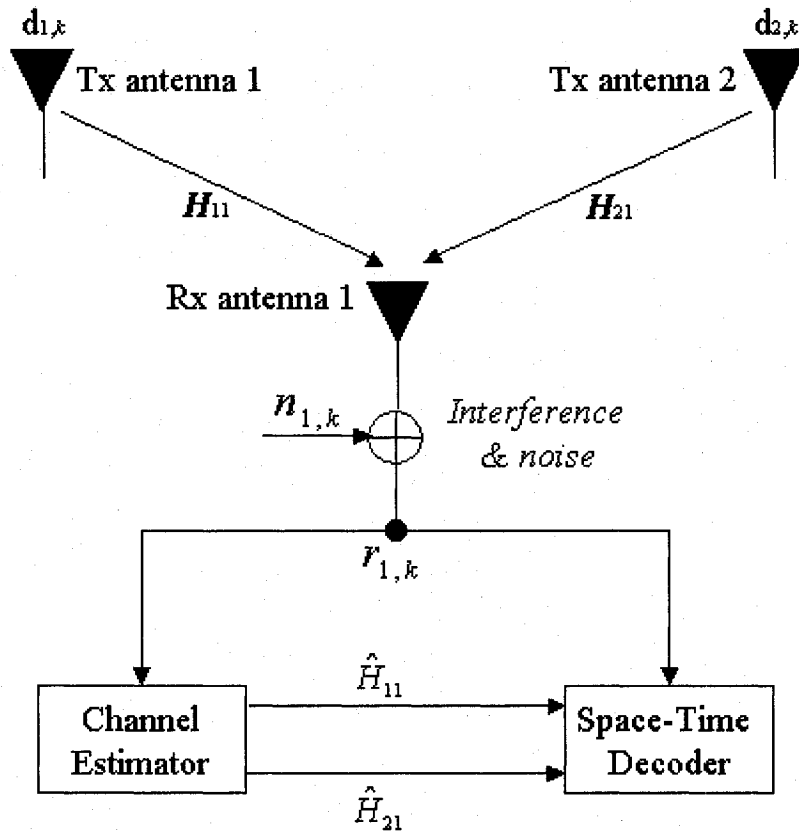 d1,k
d2,k
Tx antenna 1
Tx antenna 2
H11
H21
Rx antenna 1
n1,k
Interference
& noise
r1,k
Ĥ11
Channel
Estimator
Space-Time
Decoder
Ĥ21